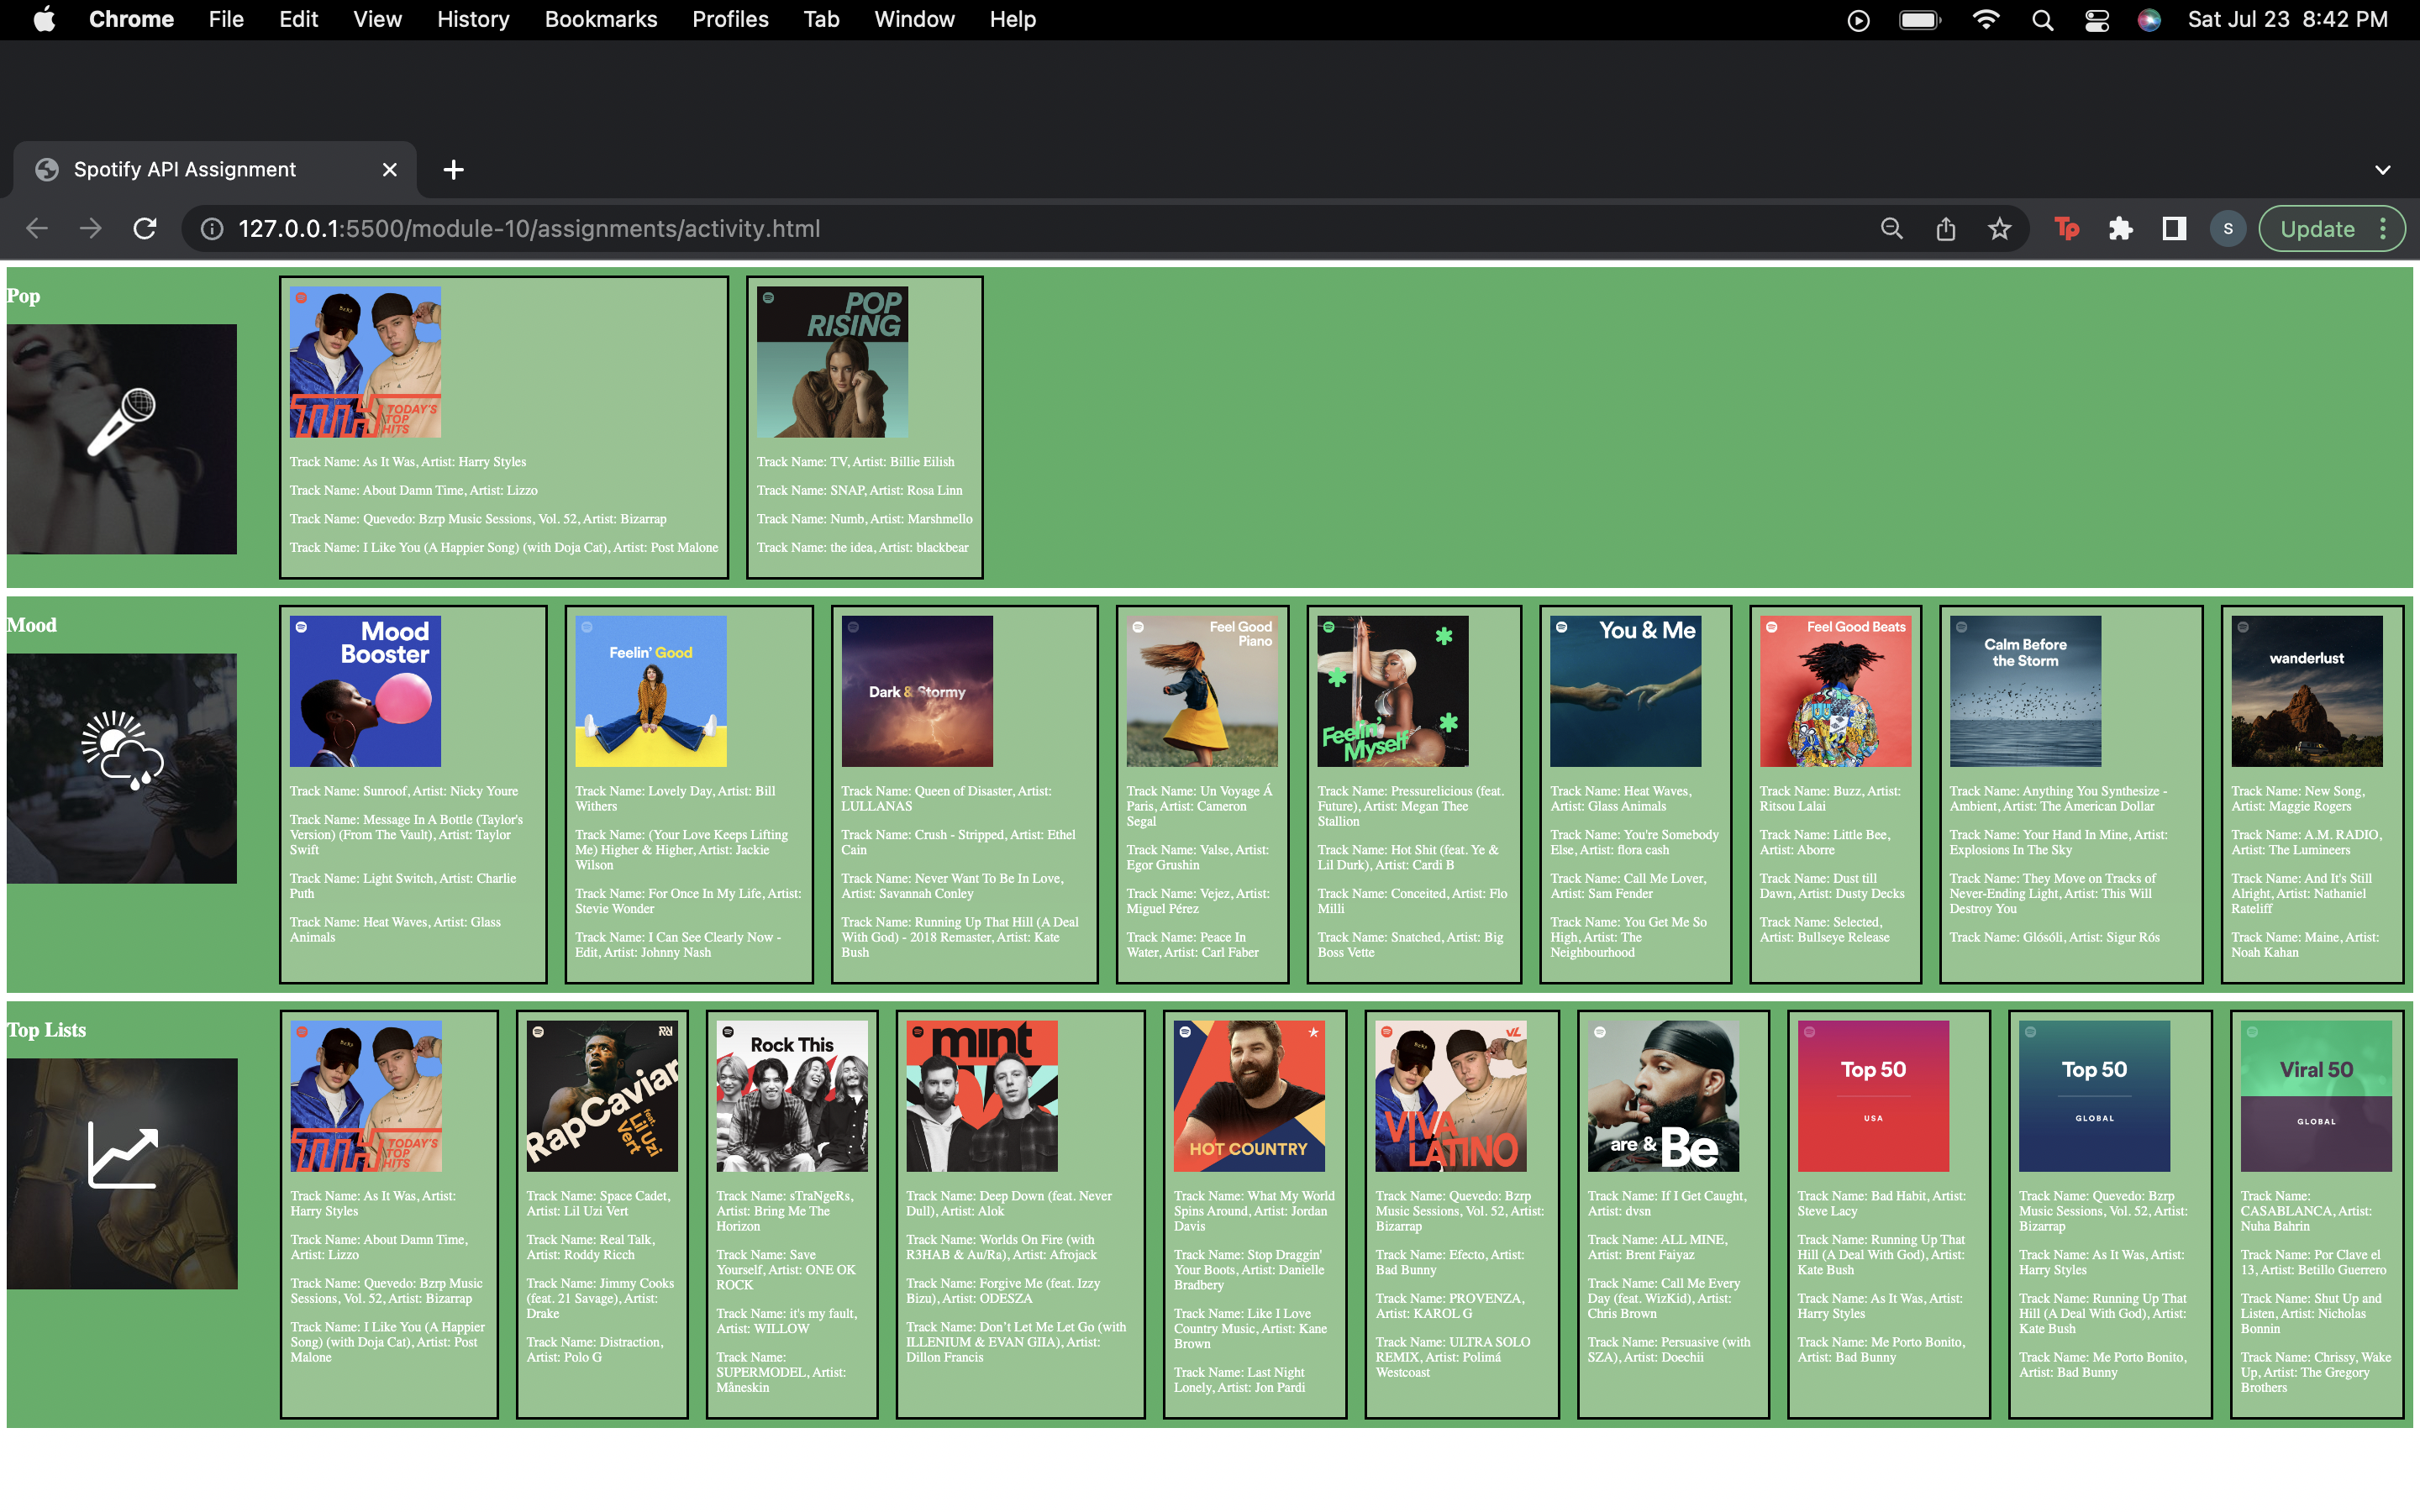 Chrome File Edit View History Bookmarks Profiles Tab Window Help Sat Jul 23 8:42 PM
Spotify API Assignment
127.0.0.1:5500/module-10/assignments/activity.html
Tp
S
Update
Pop
BZRP
TTH TODAY'S
TOP
HITS
Track Name: As It Was, Artist: Harry Styles
Track Name: About Damn Time, Artist: Lizzo
Track Name: Quevedo: Bzrp Music Sessions, Vol. 52, Artist: Bizarrap
Track Name: I Like You (A Happier Song) (with Doja Cat), Artist: Post Malone
POP
RISING
Track Name: TV, Artist: Billie Eilish
Track Name: SNAP, Artist: Rosa Linn
Track Name: Numb, Artist: Marshmello
Track Name: the idea, Artist: blackbear
Mood
Mood
Booster
Track Name: Sunroof, Artist: Nicky Youre
Track Name: Message In A Bottle (Taylor's
Version) (From The Vault), Artist: Taylor
Swift
Track Name: Light Switch, Artist: Charlie
Puth
Track Name: Heat Waves, Artist: Glass
Animals
Feelin' Good
Track Name: Lovely Day, Artist: Bill
Withers
Track Name: (Your Love Keeps Lifting
Me) Higher & Higher, Artist: Jackie
Wilson
Track Name: For Once In My Life, Artist:
Stevie Wonder
Track Name: I Can See Clearly Now -
Edit, Artist: Johnny Nash
Dark & Stormy
Track Name: Queen of Disaster, Artist:
LULLANAS
Track Name: Crush - Stripped, Artist: Ethel
Cain
Track Name: Never Want To Be In Love,
Artist: Savannah Conley
Track Name: Running Up That Hill (A Deal
With God) - 2018 Remaster, Artist: Kate
Bush
Feel Good
Piano
Track Name: Un Voyage Á
Paris, Artist: Cameron
Segal
Track Name: Valse, Artist:
Egor Grushin
Track Name: Vejez, Artist:
Miguel Pérez
Track Name: Peace In
Water, Artist: Carl Faber
Feelin'
Myself
Track Name: Pressurelicious (feat.
Future), Artist: Megan Thee
Stallion
Track Name: Hot Shit (feat. Ye &
Lil Durk), Artist: Cardi B
Track Name: Conceited, Artist: Flo
Milli
Track Name: Snatched, Artist: Big
Boss Vette
You & Me
Track Name: Heat Waves,
Artist: Glass Animals
Track Name: You're Somebody
Else, Artist: flora cash
Track Name: Call Me Lover,
Artist: Sam Fender
Track Name: You Get Me So
High, Artist: The
Neighbourhood
Feel Good Beats
Track Name: Buzz, Artist:
Ritsou Lalai
Track Name: Little Bee,
Artist: Aborre
Track Name: Dust till
Dawn, Artist: Dusty Decks
Track Name: Selected,
Artist: Bullseye Release
Calm Before
the Storm
Track Name: Anything You Synthesize -
Ambient, Artist: The American Dollar
Track Name: Your Hand In Mine, Artist:
Explosions In The Sky
Track Name: They Move on Tracks of
Never-Ending Light, Artist: This Will
Destroy You
Track Name: Glósóli, Artist: Sigur Rós
wanderlust
Track Name: New Song,
Artist: Maggie Rogers
Track Name: A.M. RADIO,
Artist: The Lumineers
Track Name: And It's Still
Alright, Artist: Nathaniel
Rateliff
Track Name: Maine, Artist:
Noah Kahan
Top Lists
BZRP
TTH TODAY'S
TOP
HITS
Track Name: As It Was, Artist:
Harry Styles
Track Name: About Damn Time,
Artist: Lizzo
Track Name: Quevedo: Bzrp Music
Sessions, Vol. 52, Artist: Bizarrap
Track Name: I Like You (A Happier
Song) (with Doja Cat), Artist: Post
Malone
RapCaviar
feat.
Lil Uzi
Vert
Track Name: Space Cadet,
Artist: Lil Uzi Vert
Track Name: Real Talk,
Artist: Roddy Ricch
Track Name: Jimmy Cooks
(feat. 21 Savage), Artist:
Drake
Track Name: Distraction,
Artist: Polo G
Rock This
Track Name: sTraNgeRs,
Artist: Bring Me The
Horizon
Track Name: Save
Yourself, Artist: ONE OK
ROCK
Track Name: it's my fault,
Artist: WILLOW
Track Name:
SUPERMODEL, Artist:
Måneskin
mint
Track Name: Deep Down (feat. Never
Dull), Artist: Alok
Track Name: Worlds On Fire (with
R3HAB & Au/Ra), Artist: Afrojack
Track Name: Forgive Me (feat. Izzy
Bizu), Artist: ODESZA
Track Name: Don't Let Me Let Go (with
ILLENIUM & EVAN GIIA), Artist:
Dillon Francis
HOT COUNTRY
Track Name: What My World
Spins Around, Artist: Jordan
Davis
Track Name: Stop Draggin'
Your Boots, Artist: Danielle
Bradbery
Track Name: Like I Love
Country Music, Artist: Kane
Brown
Track Name: Last Night
Lonely, Artist: Jon Pardi
VL
BZRP
VIVA
LATINO
Track Name: Quevedo: Bzrp
Music Sessions, Vol. 52, Artist:
Bizarrap
Track Name: Efecto, Artist:
Bad Bunny
Track Name: PROVENZA,
Artist: KAROL G
Track Name: ULTRA SOLO
REMIX, Artist: Polimá
Westcoast
are & Be
Track Name: If I Get Caught,
Artist: dvsn
Track Name: ALL MINE,
Artist: Brent Faiyaz
Track Name: Call Me Every
Day (feat. WizKid), Artist:
Chris Brown
Track Name: Persuasive (with
SZA), Artist: Doechii
Top 50
USA
Track Name: Bad Habit, Artist:
Steve Lacy
Track Name: Running Up That
Hill (A Deal With God), Artist:
Kate Bush
Track Name: As It Was, Artist:
Harry Styles
Track Name: Me Porto Bonito,
Artist: Bad Bunny
Top 50
GLOBAL
Track Name: Quevedo: Bzrp
Music Sessions, Vol. 52, Artist:
Bizarrap
Track Name: As It Was, Artist:
Harry Styles
Track Name: Running Up That
Hill (A Deal With God), Artist:
Kate Bush
Track Name: Me Porto Bonito,
Artist: Bad Bunny
Viral 50
GLOBAL
Track Name:
CASABLANCA, Artist:
Nuha Bahrin
Track Name: Por Clave el
13, Artist: Betillo Guerrero
Track Name: Shut Up and
Listen, Artist: Nicholas
Bonnin
Track Name: Chrissy, Wake
Up, Artist: The Gregory
Brothers